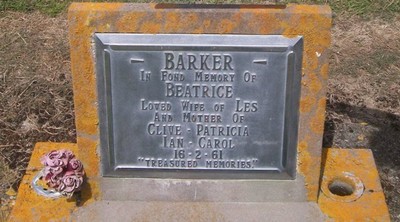 BARKER
IN FOND MEMORY OF
BEATRICE
LOVED WIFE OF LES
AND MOTHER OF
CLIVE - PATRICIA
IAN - CAROL
16-2-61
"TREASURED MEMORIES."